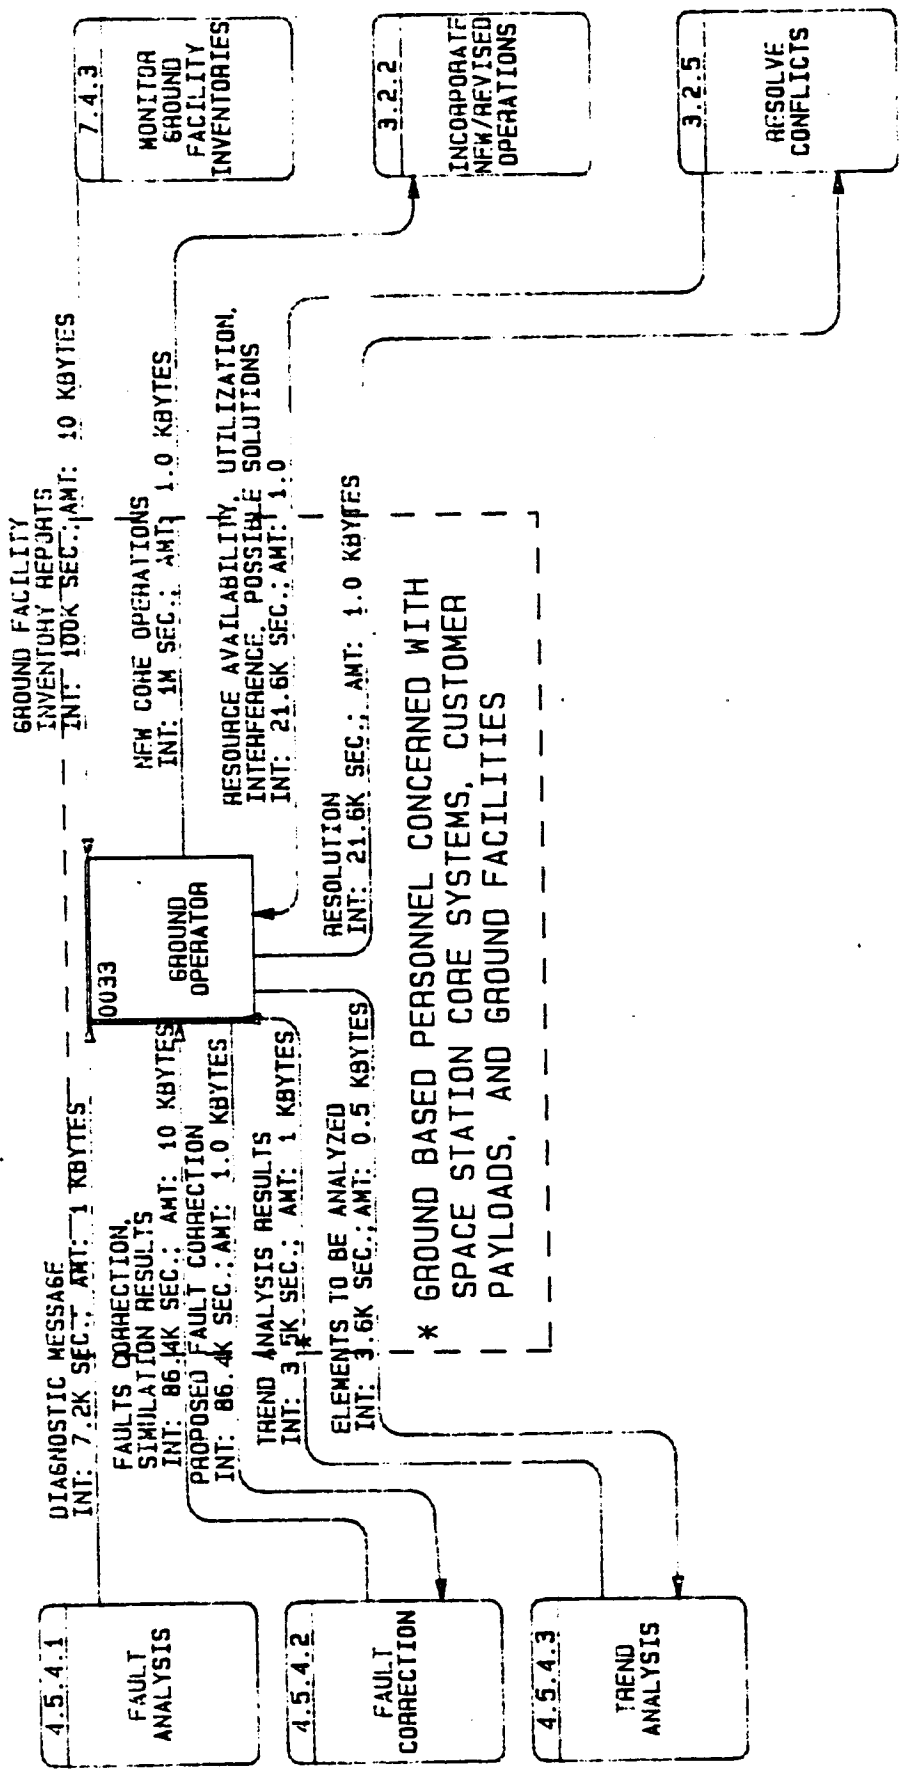 4.5.4.1
FAULT
ANALYSIS
4.5.4.2
FAULT
CORRECTION
4.5.4.3
TREND
ANALYSIS
DIAGNOSTIC MESSAGE
INT: 7.2K SEC.; AMT: 1 KBYTES
FAULTS CORRECTION,
SIMULATION RESULTS
INT: 86.4K SEC.; AMT: 10 KBYTES
PROPOSED FAULT CORRECTION
INT: 86.4K SEC.; AMT: 1.0 KBYTES
TREND ANALYSIS RESULTS
INT: 3.5K SEC.; AMT: 1 KBYTES
*
ELEMENTS TO BE ANALYZED
INT: 3.6K SEC.; AMT: 0.5 KBYTES
0033
GROUND
OPERATOR
GROUND FACILITY
INVENTORY REPORTS
INT: 100K SEC.; AMT: 10 KBYTES
NEW CORE OPERATIONS
INT: 1M SEC.; AMT: 1.0 KBYTES
RESOURCE AVAILABILITY, UTILIZATION,
INTERFERENCE, POSSIBLE SOLUTIONS
INT: 21.6K SEC.; AMT: 1.0
RESOLUTION
INT: 21.6K SEC.; AMT: 1.0 KBYTES
7.4.3
MONITOR
GROUND
FACILITY
INVENTORIES
3.2.2
INCORPORATE
NEW/REVISED
OPERATIONS
3.2.5
RESOLVE
CONFLICTS
* GROUND BASED PERSONNEL CONCERNED WITH
SPACE STATION CORE SYSTEMS, CUSTOMER
PAYLOADS, AND GROUND FACILITIES